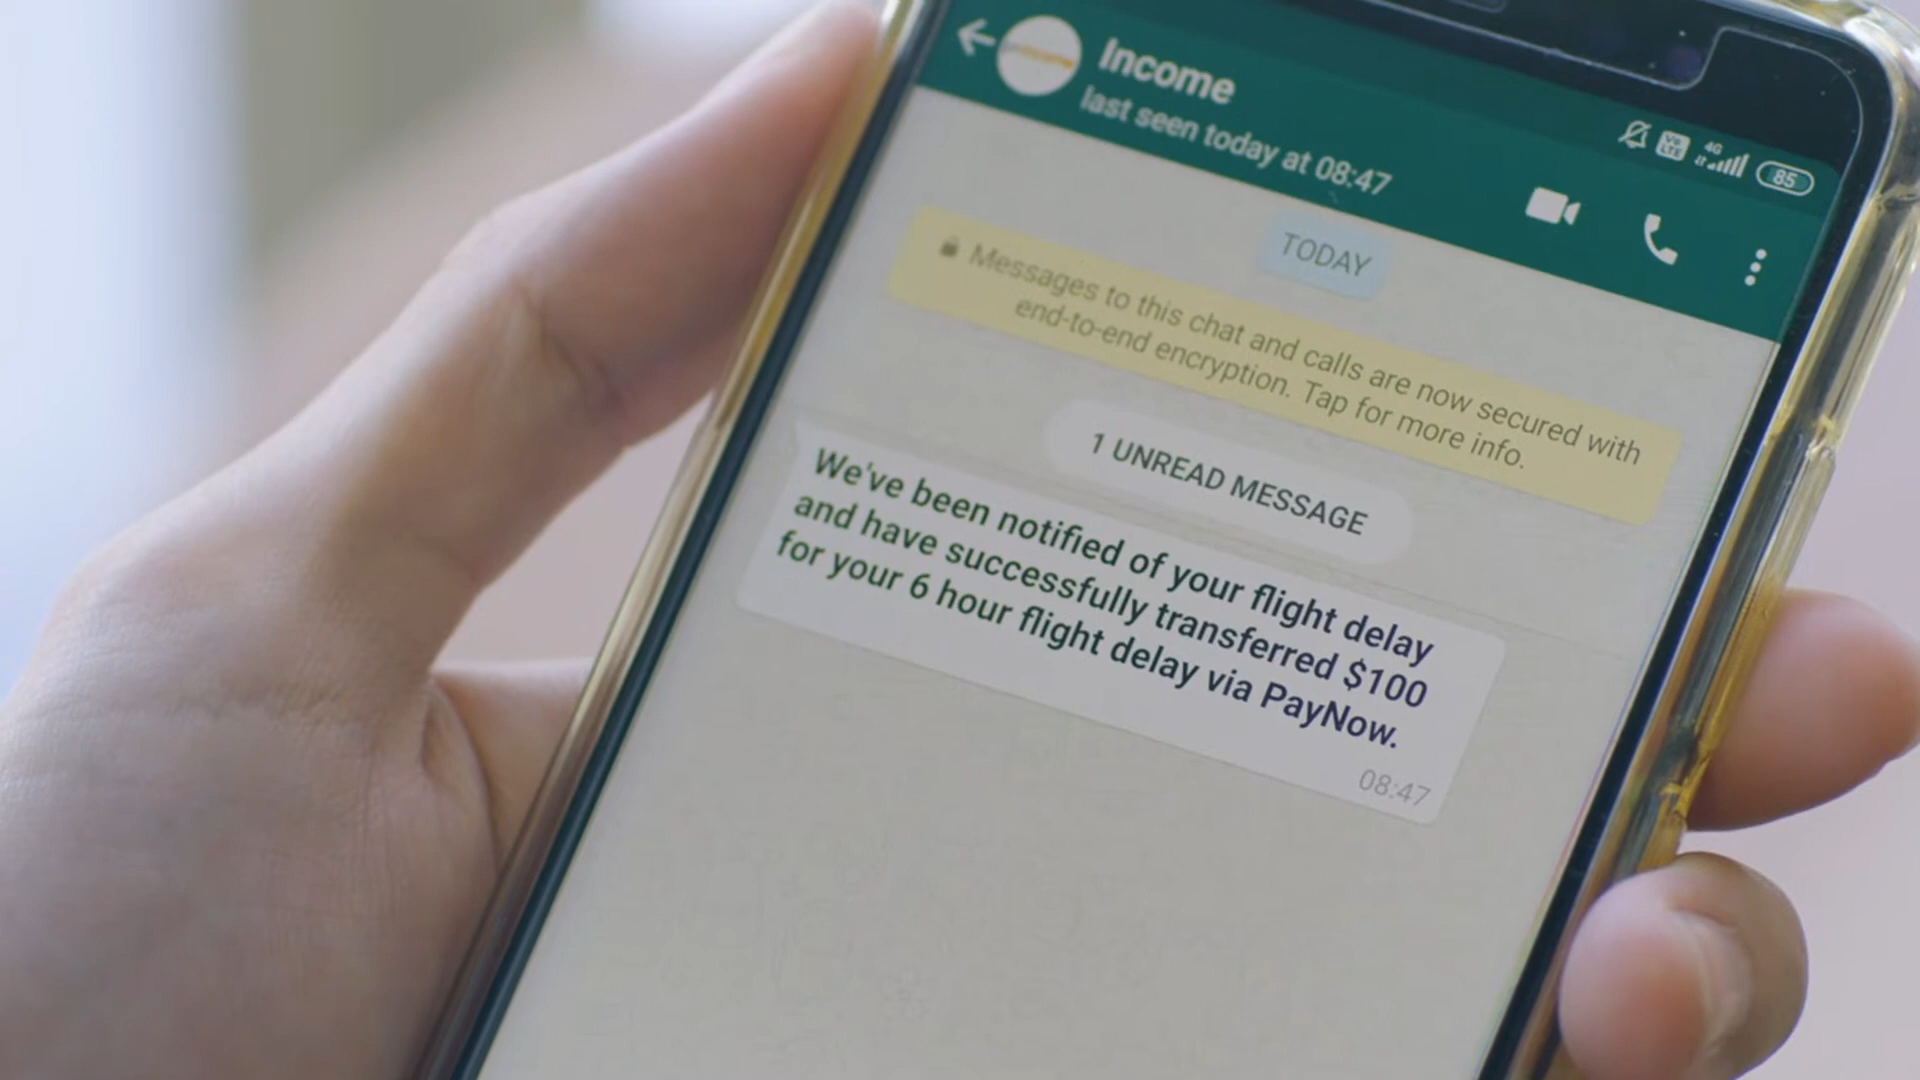 Income
last seen today at 08:47
VoLTE
4G
85
TODAY
Messages to this chat and calls are now secured with
end-to-end encryption. Tap for more info.
1 UNREAD MESSAGE
We've been notified of your flight delay
and have successfully transferred $100
for your 6 hour flight delay via PayNow.
08:47